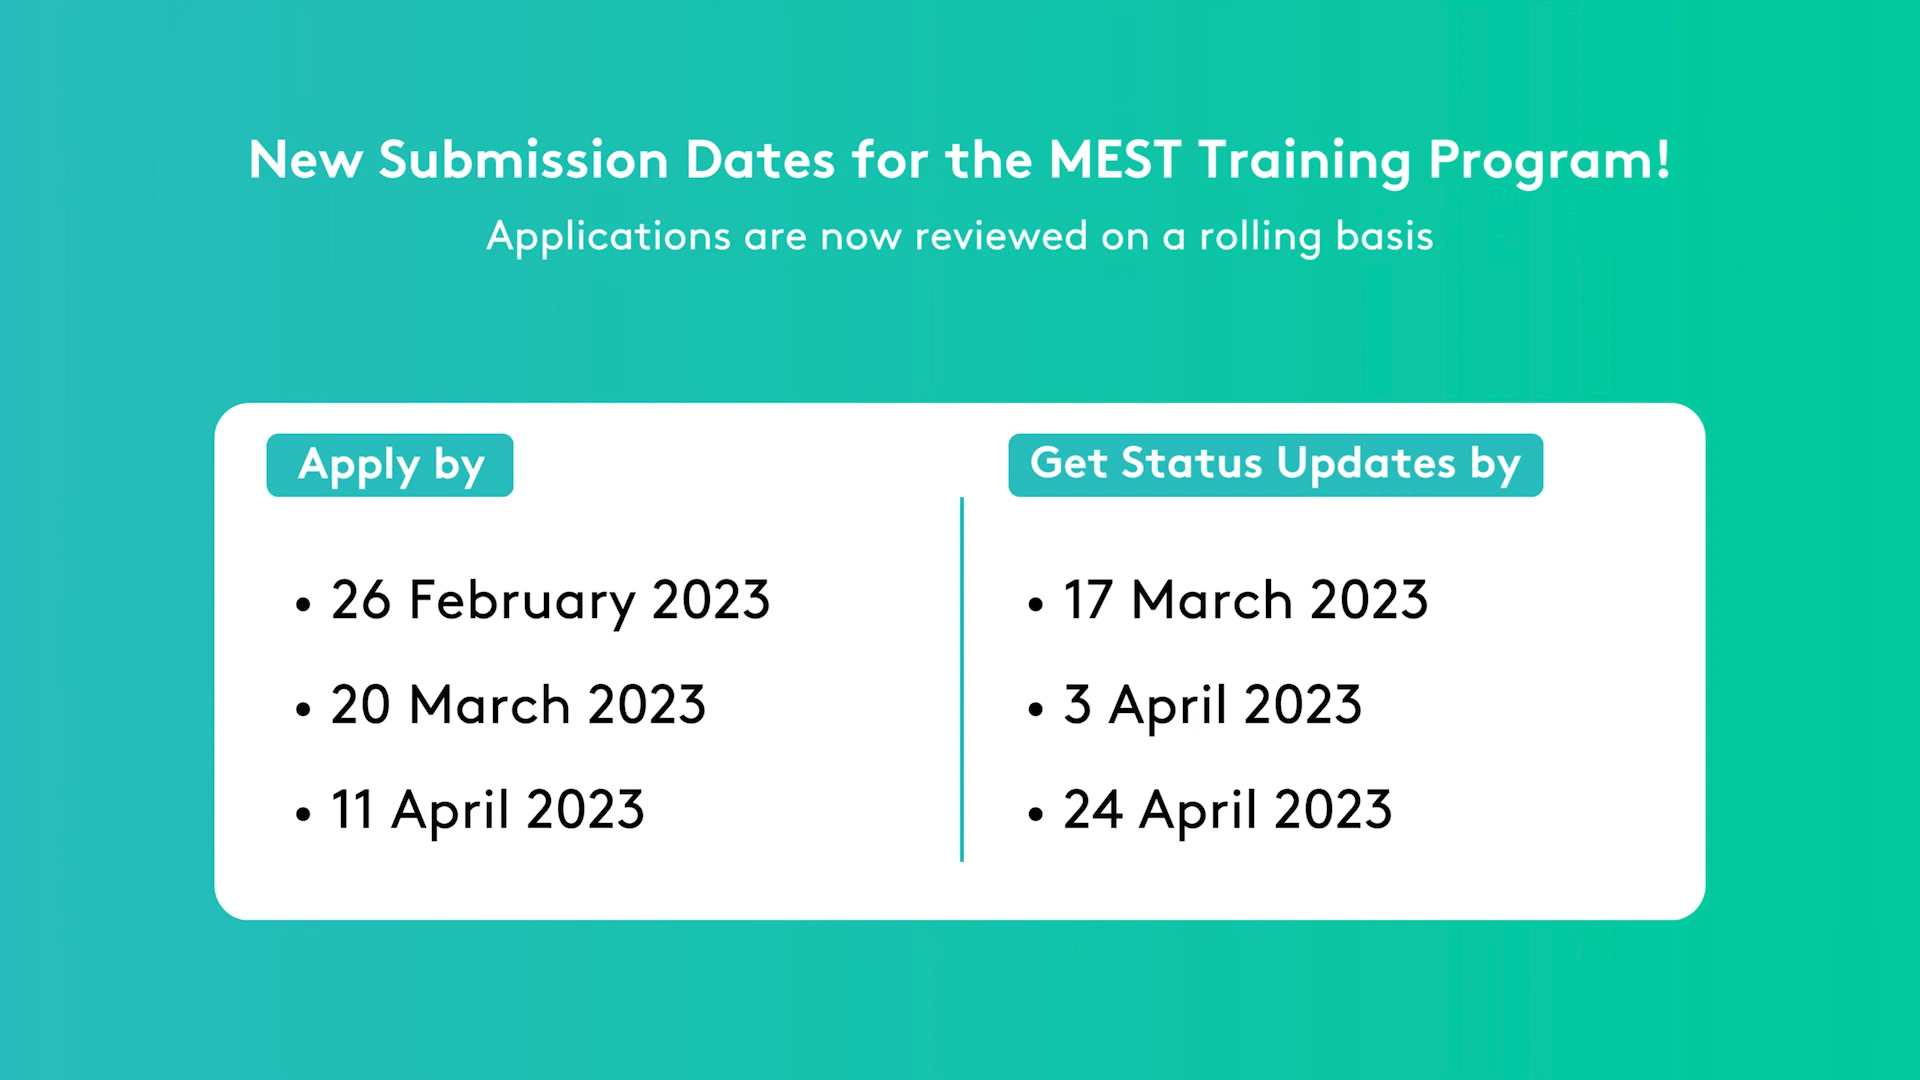 New Submission Dates for the MEST Training Program!
Applications are now reviewed on a rolling basis
Apply by
• 26 February 2023
• 20 March 2023
• 11 April 2023
Get Status Updates by
• 17 March 2023
• 3 April 2023
• 24 April 2023